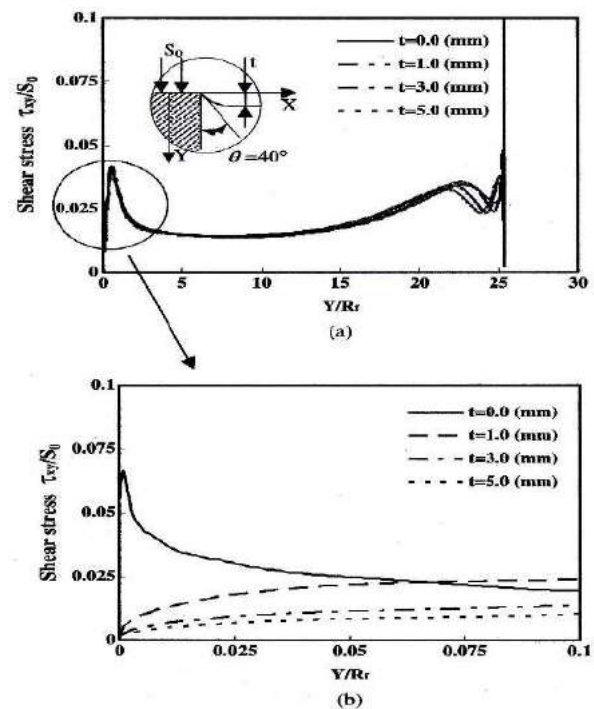 0.1
0.075
0.05
0.025
0
Shear stress τxy/S0
S0
t
X
Y
θ=40°
t=0.0 (mm)
t=1.0 (mm)
t=3.0 (mm)
t=5.0 (mm)
0 5 10 15 20 25 30
Y/Rf
(a)
0.1
0.075
0.05
0.025
0
Shear stress τxy/S0
t=0.0 (mm)
t=1.0 (mm)
t=3.0 (mm)
t=5.0 (mm)
0 0.025 0.05 0.075 0.1
Y/Rf
(b)